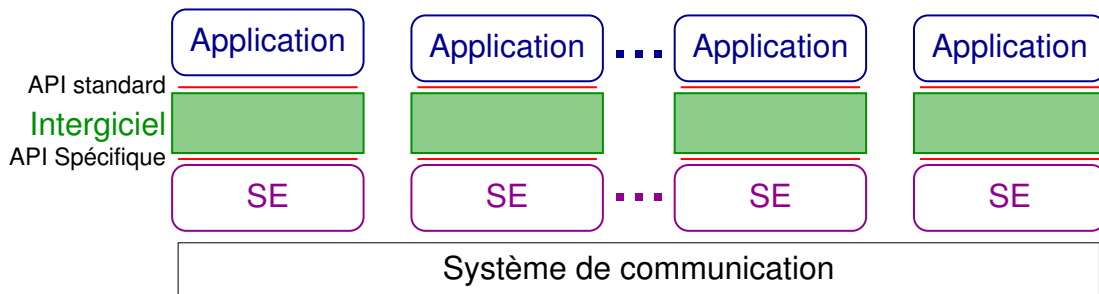 Application Application Application Application
API standard
Intergiciel
API Spécifique
SE SE SE SE
Système de communication